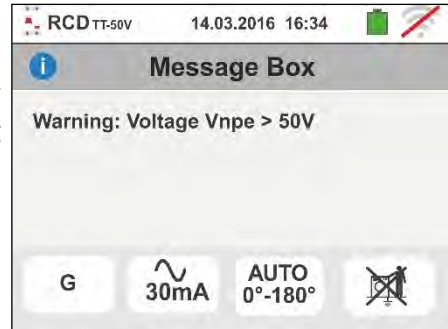 RCD TT-50V 14.03.2016 16:34
i Message Box
Warning: Voltage Vnpe > 50V
G 30mA AUTO 0°-180°